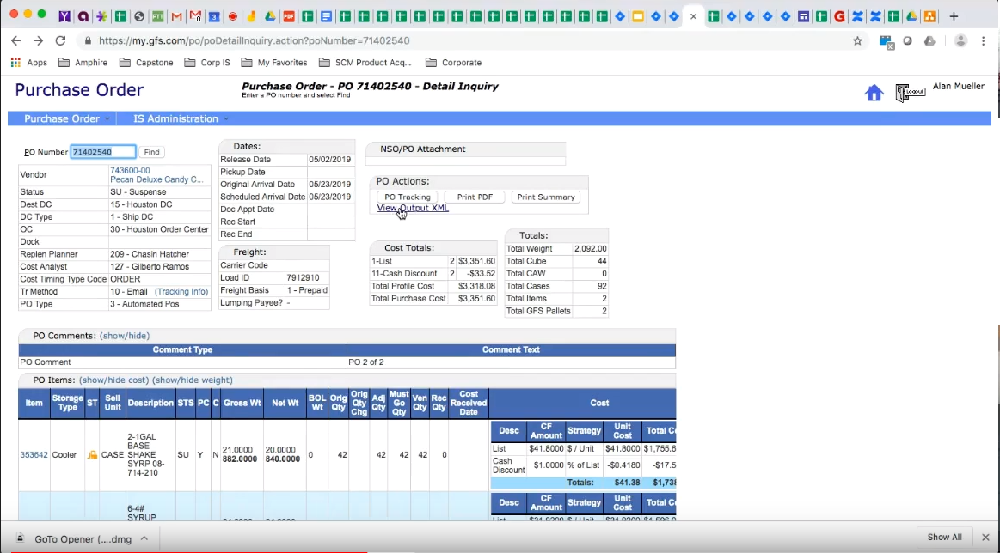 https://my.gfs.com/po/poDetailInquiry.action?poNumber=71402540
Apps Amphire Capstone Corp IS My Favorites SCM Product Acq... Corporate
Purchase Order
Purchase Order - PO 71402540 - Detail Inquiry
Enter a PO number and select Find
Logout
Alan Mueller
Purchase Order IS Administration
PO Number 71402540 Find
Vendor 743600-00
Pecan Deluxe Candy C...
Status SU - Suspense
Dest DC 15 - Houston DC
DC Type 1 - Ship DC
OC 30 - Houston Order Center
Dock
Replen Planner 209 - Chasin Hatcher
Cost Analyst 127 - Gilberto Ramos
Cost Timing Type Code ORDER
Tr Method 10 - Email (Tracking Info)
PO Type 3 - Automated Pos
Dates:
Release Date 05/02/2019
Pickup Date
Original Arrival Date 05/23/2019
Scheduled Arrival Date 05/23/2019
Doc Appt Date
Rec Start
Rec End
Freight:
Carrier Code
Load ID 7912910
Freight Basis 1 - Prepaid
Lumping Payee? -
NSO/PO Attachment
PO Actions:
PO Tracking Print PDF Print Summary
View Output XML
Cost Totals:
1-List 2 $3,351.60
11-Cash Discount 2 -$33.52
Total Profile Cost $3,318.08
Total Purchase Cost $3,351.60
Totals:
Total Weight 2,092.00
Total Cube 44
Total CAW 0
Total Cases 92
Total Items 2
Total GFS Pallets 2
PO Comments: (show/hide)
Comment Type Comment Text
PO Comment PO 2 of 2
PO Items: (show/hide cost) (show/hide weight)
Item Storage Type ST Sell Unit Description STS PC C Gross Wt Net Wt BOL Wt Orig Qty Orig Qty Chg Adj Qty Must Go Qty Ven Qty Rec Qty Cost Received Date Cost
353642 Cooler CASE 2-1GAL BASE SHAKE SYRP 08-714-210 SU Y N 21.0000 882.0000 20.0000 840.0000 0 42 42 42 42 0
Desc CF Amount Strategy Unit Cost Total C
List $41.8000 $ / Unit $41.8000 $1,755.6
Cash Discount $1.0000 % of List -$0.4180 -$17.5
Totals: $41.38 $1,738
6-4#
SYRUP
Desc CF Amount Strategy Unit Cost Total C
List $31.9200 $ / Unit $31.9200 $1,596.0
GoTo Opener (....dmg
Show All